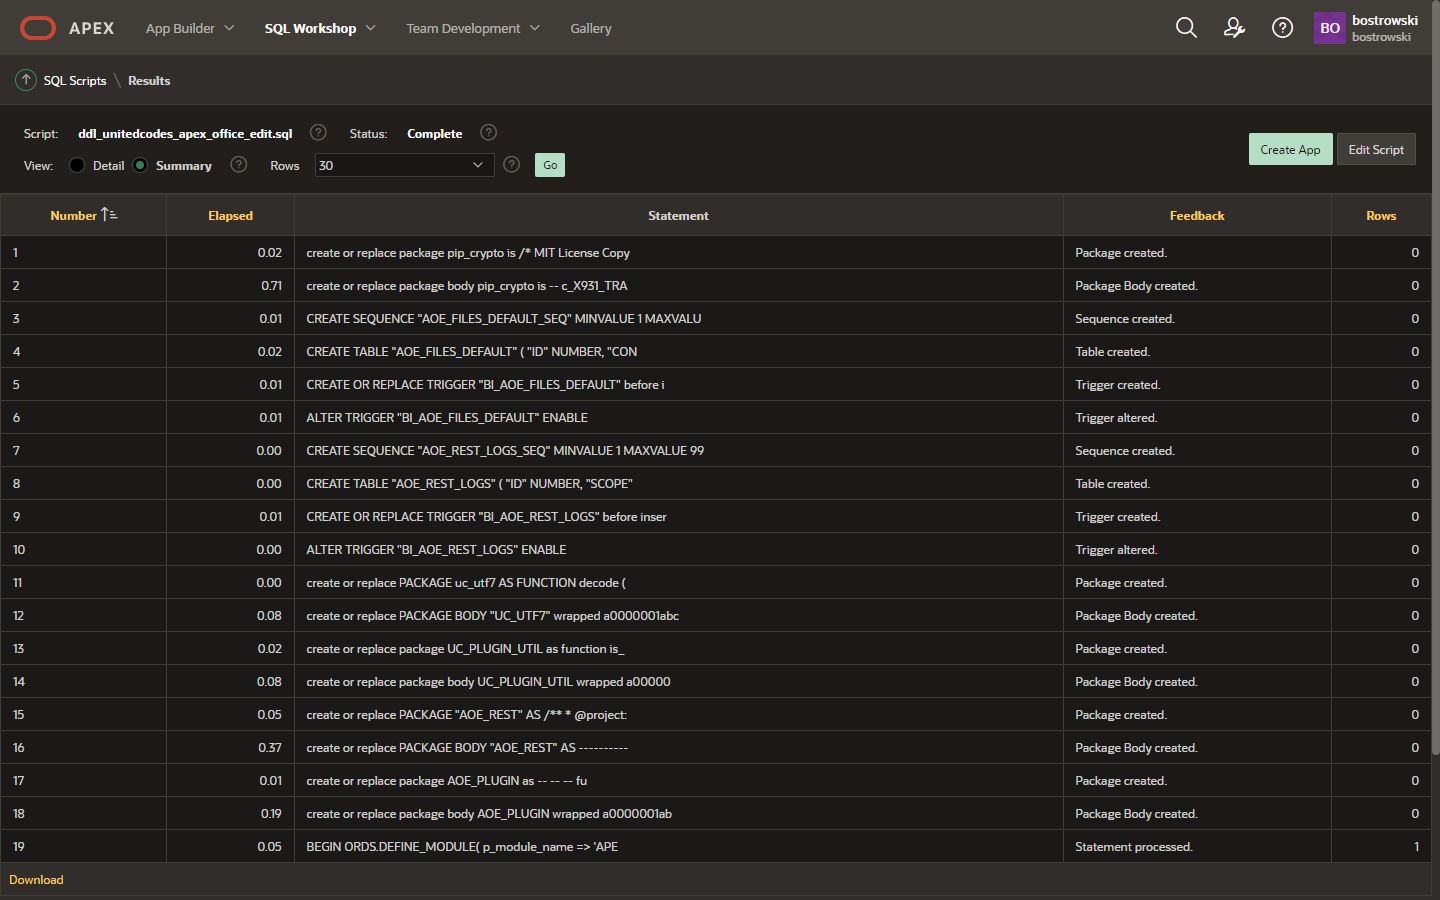 APEX App Builder SQL Workshop Team Development Gallery BO bostrowski
bostrowski
SQL Scripts \ Results
Script: ddl_unitedcodes_apex_office_edit.sql ? Status: Complete ?
View: Detail Summary ? Rows 30 ? Go Create App Edit Script
Number Elapsed Statement Feedback Rows
1 0.02 create or replace package pip_crypto is /* MIT License Copy Package created. 0
2 0.71 create or replace package body pip_crypto is -- c_X931_TRA Package Body created. 0
3 0.01 CREATE SEQUENCE "AOE_FILES_DEFAULT_SEQ" MINVALUE 1 MAXVALU Sequence created. 0
4 0.02 CREATE TABLE "AOE_FILES_DEFAULT" ( "ID" NUMBER, "CON Table created. 0
5 0.01 CREATE OR REPLACE TRIGGER "BI_AOE_FILES_DEFAULT" before i Trigger created. 0
6 0.01 ALTER TRIGGER "BI_AOE_FILES_DEFAULT" ENABLE Trigger altered. 0
7 0.00 CREATE SEQUENCE "AOE_REST_LOGS_SEQ" MINVALUE 1 MAXVALUE 99 Sequence created. 0
8 0.00 CREATE TABLE "AOE_REST_LOGS" ( "ID" NUMBER, "SCOPE" Table created. 0
9 0.01 CREATE OR REPLACE TRIGGER "BI_AOE_REST_LOGS" before inser Trigger created. 0
10 0.00 ALTER TRIGGER "BI_AOE_REST_LOGS" ENABLE Trigger altered. 0
11 0.00 create or replace PACKAGE uc_utf7 AS FUNCTION decode ( Package created. 0
12 0.08 create or replace PACKAGE BODY "UC_UTF7" wrapped a0000001abc Package Body created. 0
13 0.02 create or replace package UC_PLUGIN_UTIL as function is_ Package created. 0
14 0.08 create or replace package body UC_PLUGIN_UTIL wrapped a00000 Package Body created. 0
15 0.05 create or replace PACKAGE "AOE_REST" AS /** * @project: Package created. 0
16 0.37 create or replace PACKAGE BODY "AOE_REST" AS ---------- Package Body created. 0
17 0.01 create or replace package AOE_PLUGIN as -- -- -- fu Package created. 0
18 0.19 create or replace package body AOE_PLUGIN wrapped a0000001ab Package Body created. 0
19 0.05 BEGIN ORDS.DEFINE_MODULE( p_module_name => 'APE Statement processed. 1
Download